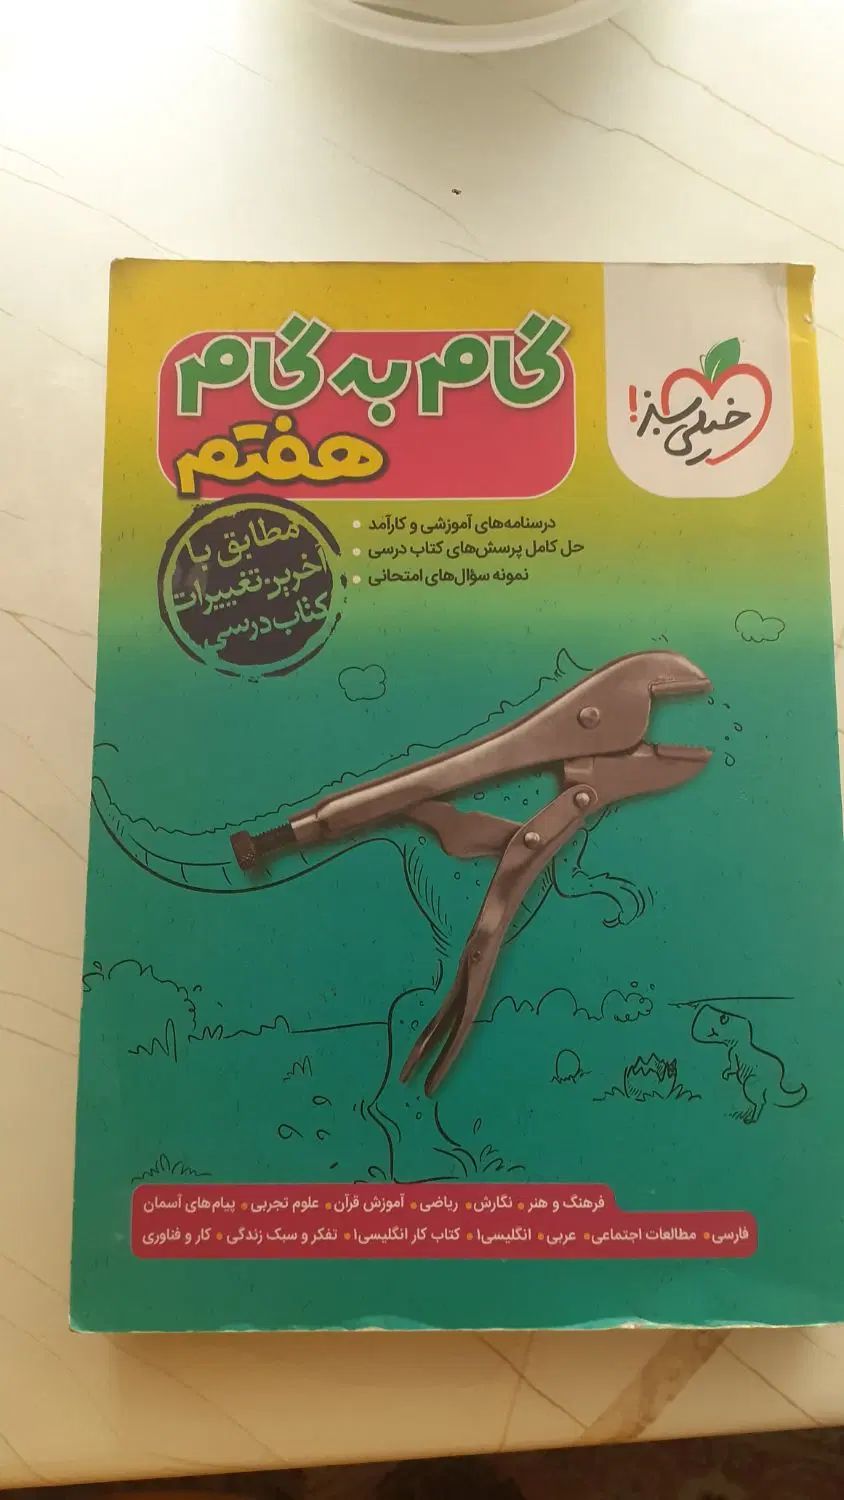 گام به گام
هفتم
خیلی سبز!
درسنامه‌های آموزشی و کارآمد
حل کامل پرسش‌های کتاب درسی
نمونه سؤال‌های امتحانی
مطابق با
آخرین تغییرات
کتاب درسی
فرهنگ و هنر • نگارش • ریاضی • آموزش قرآن • علوم تجربی • پیام‌های آسمان
فارسی • مطالعات اجتماعی • عربی • انگلیسی۱ • کتاب کار انگلیسی۱ • تفکر و سبک زندگی • کار و فناوری